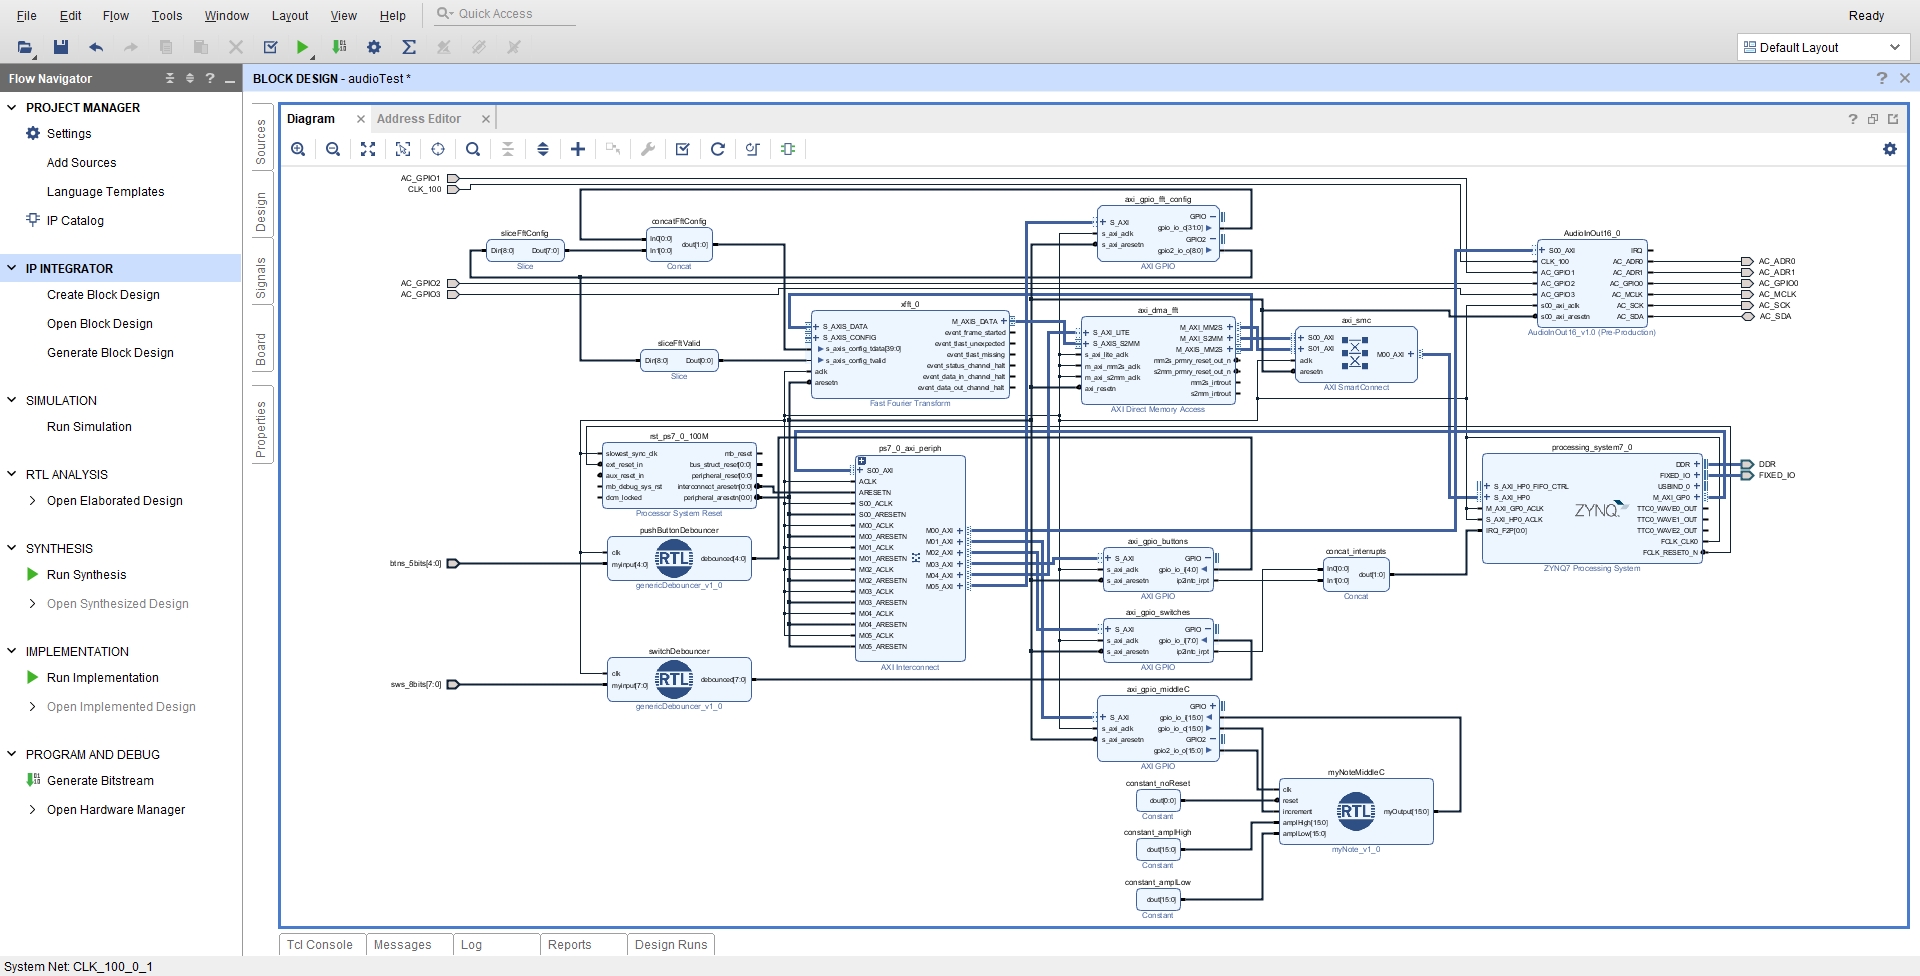 File Edit Flow Tools Window Layout View Help Quick Access Ready
Default Layout
Flow Navigator
PROJECT MANAGER
Settings
Add Sources
Language Templates
IP Catalog
IP INTEGRATOR
Create Block Design
Open Block Design
Generate Block Design
SIMULATION
Run Simulation
RTL ANALYSIS
Open Elaborated Design
SYNTHESIS
Run Synthesis
Open Synthesized Design
IMPLEMENTATION
Run Implementation
Open Implemented Design
PROGRAM AND DEBUG
Generate Bitstream
Open Hardware Manager
BLOCK DESIGN - audioTest *
Sources
Design
Signals
Board
Properties
Diagram
Address Editor
AC_GPIO1
CLK_100
AC_GPIO2
AC_GPIO3
sliceFftConfig
Din[8:0] Dout[7:0]
Slice
concatFftConfig
In0[0:0]
In1[0:0]
dout[1:0]
Concat
sliceFftValid
Din[8:0] Dout[0:0]
Slice
xfft_0
S_AXIS_DATA
S_AXIS_CONFIG
s_axis_config_tdata[39:0]
s_axis_config_tvalid
aclk
aresetn
M_AXIS_DATA
event_frame_started
event_tlast_unexpected
event_tlast_missing
event_status_channel_halt
event_data_in_channel_halt
event_data_out_channel_halt
Fast Fourier Transform
axi_gpio_fft_config
S_AXI
s_axi_aclk
s_axi_aresetn
GPIO
gpio_io_o[31:0]
GPIO2
gpio2_io_o[8:0]
AXI GPIO
axi_dma_fft
S_AXI_LITE
S_AXIS_S2MM
s_axi_lite_aclk
m_axi_mm2s_aclk
m_axi_s2mm_aclk
axi_resetn
M_AXI_MM2S
M_AXI_S2MM
M_AXIS_MM2S
mm2s_prmry_reset_out_n
s2mm_prmry_reset_out_n
mm2s_introut
s2mm_introut
AXI Direct Memory Access
axi_smc
S00_AXI
S01_AXI
aclk
aresetn
M00_AXI
AXI SmartConnect
AudioInOut16_0
S00_AXI
CLK_100
AC_GPIO1
AC_GPIO2
AC_GPIO3
s00_axi_aclk
s00_axi_aresetn
IRQ
AC_ADR0
AC_ADR1
AC_GPIO0
AC_MCLK
AC_SCK
AC_SDA
AudioInOut16_v1.0 (Pre-Production)
AC_ADR0
AC_ADR1
AC_GPIO0
AC_MCLK
AC_SCK
AC_SDA
rst_ps7_0_100M
slowest_sync_clk
ext_reset_in
aux_reset_in
mb_debug_sys_rst
dcm_locked
mb_reset
bus_struct_reset[0:0]
peripheral_reset[0:0]
interconnect_aresetn[0:0]
peripheral_aresetn[0:0]
Processor System Reset
btns_5bits[4:0]
pushButtonDebouncer
clk
myinput[4:0]
RTL
debounced[4:0]
genericDebouncer_v1_0
sws_8bits[7:0]
switchDebouncer
clk
myinput[7:0]
RTL
debounced[7:0]
genericDebouncer_v1_0
ps7_0_axi_periph
S00_AXI
ACLK
ARESETN
S00_ACLK
S00_ARESETN
M00_ACLK
M00_ARESETN
M01_ACLK
M01_ARESETN
M02_ACLK
M02_ARESETN
M03_ACLK
M03_ARESETN
M04_ACLK
M04_ARESETN
M05_ACLK
M05_ARESETN
M00_AXI
M01_AXI
M02_AXI
M03_AXI
M04_AXI
M05_AXI
AXI Interconnect
axi_gpio_buttons
S_AXI
s_axi_aclk
s_axi_aresetn
GPIO
gpio_io_i[4:0]
ip2intc_irpt
AXI GPIO
axi_gpio_switches
S_AXI
s_axi_aclk
s_axi_aresetn
GPIO
gpio_io_i[7:0]
ip2intc_irpt
AXI GPIO
axi_gpio_middleC
S_AXI
s_axi_aclk
s_axi_aresetn
GPIO
gpio_io_i[15:0]
gpio_io_o[15:0]
GPIO2
gpio2_io_o[15:0]
AXI GPIO
concat_interrupts
In0[0:0]
In1[0:0]
dout[1:0]
Concat
processing_system7_0
S_AXI_HP0_FIFO_CTRL
S_AXI_HP0
M_AXI_GP0_ACLK
S_AXI_HP0_ACLK
IRQ_F2P[0:0]
ZYNQ
DDR
FIXED_IO
USBIND_0
M_AXI_GP0
TTC0_WAVE0_OUT
TTC0_WAVE1_OUT
TTC0_WAVE2_OUT
FCLK_CLK0
FCLK_RESET0_N
ZYNQ7 Processing System
DDR
FIXED_IO
constant_noReset
dout[0:0]
Constant
constant_amplHigh
dout[15:0]
Constant
constant_amplLow
dout[15:0]
Constant
myNoteMiddleC
clk
reset
increment
amplHigh[15:0]
amplLow[15:0]
RTL
myOutput[15:0]
myNote_v1_0
Tcl Console Messages Log Reports Design Runs
System Net: CLK_100_0_1